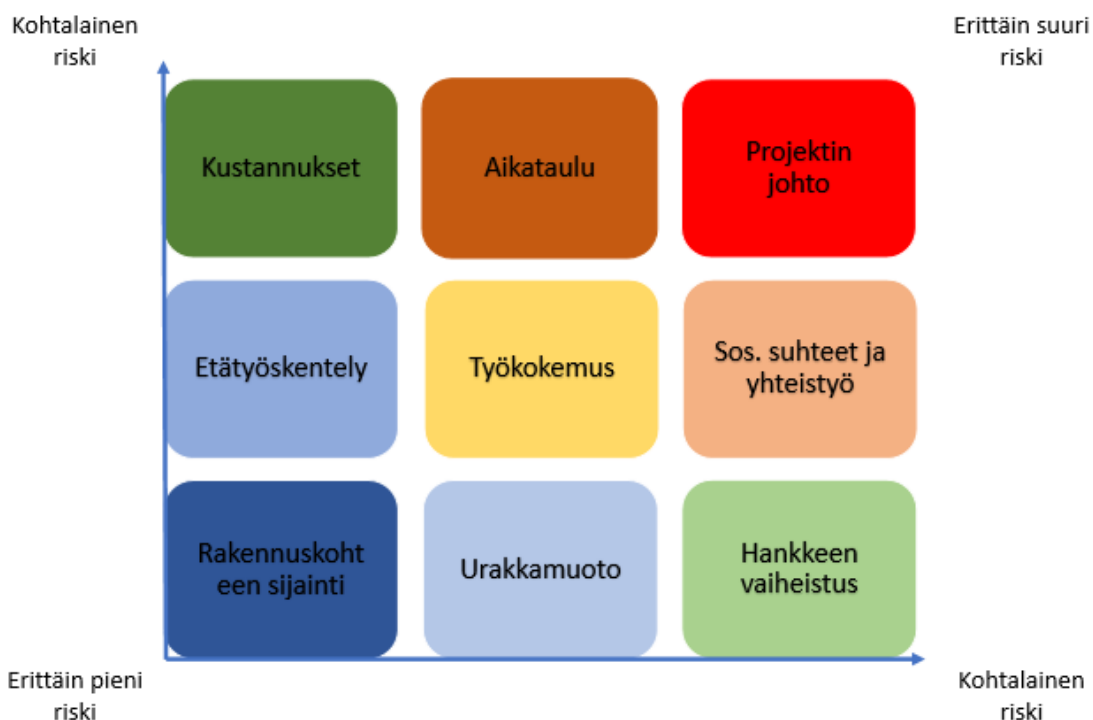 Kohtalainen
riski
Erittäin suuri
riski
Kustannukset
Aikataulu
Projektin
johto
Etätyöskentely
Työkokemus
Sos. suhteet ja
yhteistyö
Rakennuskoht
een sijainti
Urakkamuoto
Hankkeen
vaiheistus
Erittäin pieni
riski
Kohtalainen
riski